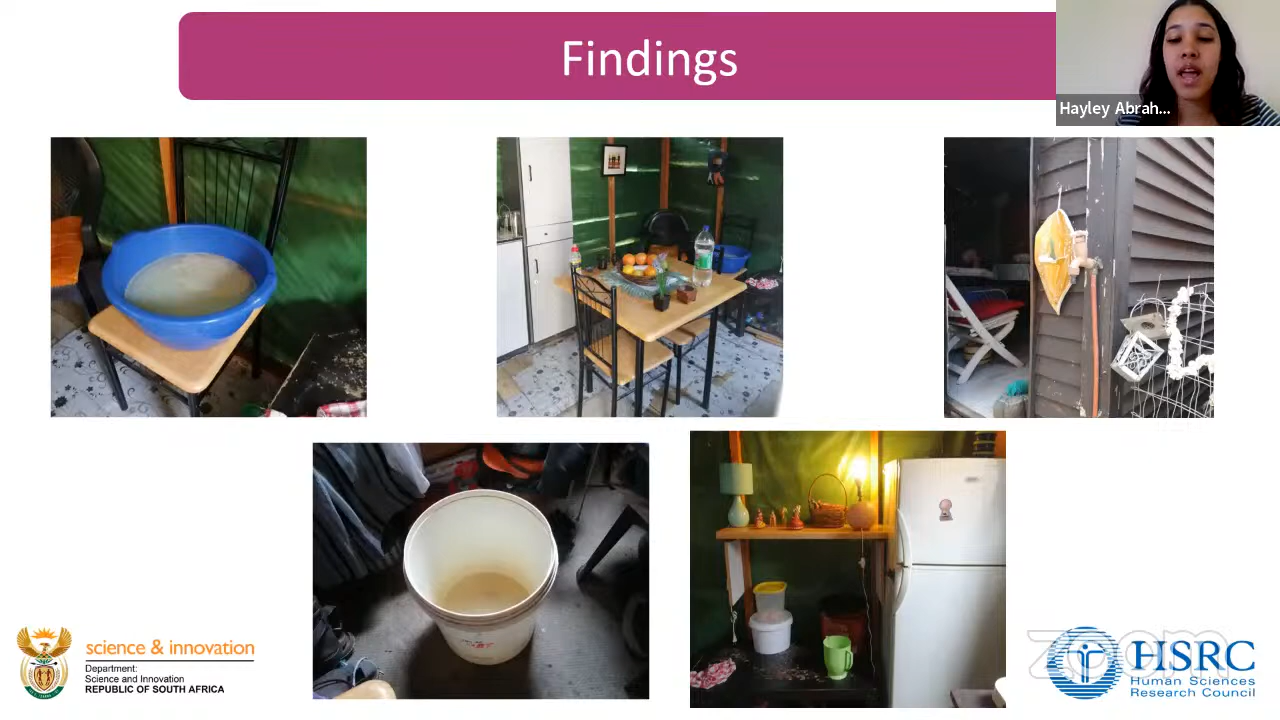 Findings
Hayley Abrah...
science & innovation
Department:
Science and Innovation
REPUBLIC OF SOUTH AFRICA
zoom
HSRC
Human Sciences
Research Council